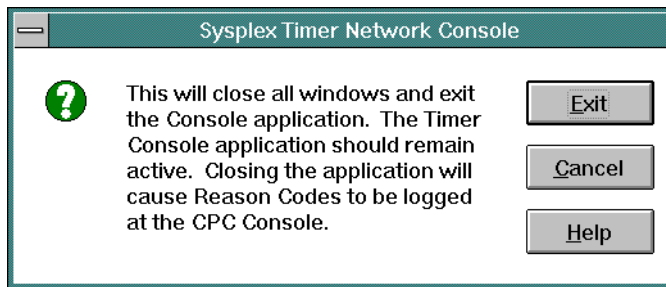 Sysplex Timer Network Console
This will close all windows and exit
the Console application. The Timer
Console application should remain
active. Closing the application will
cause Reason Codes to be logged
at the CPC Console.
Exit
Cancel
Help